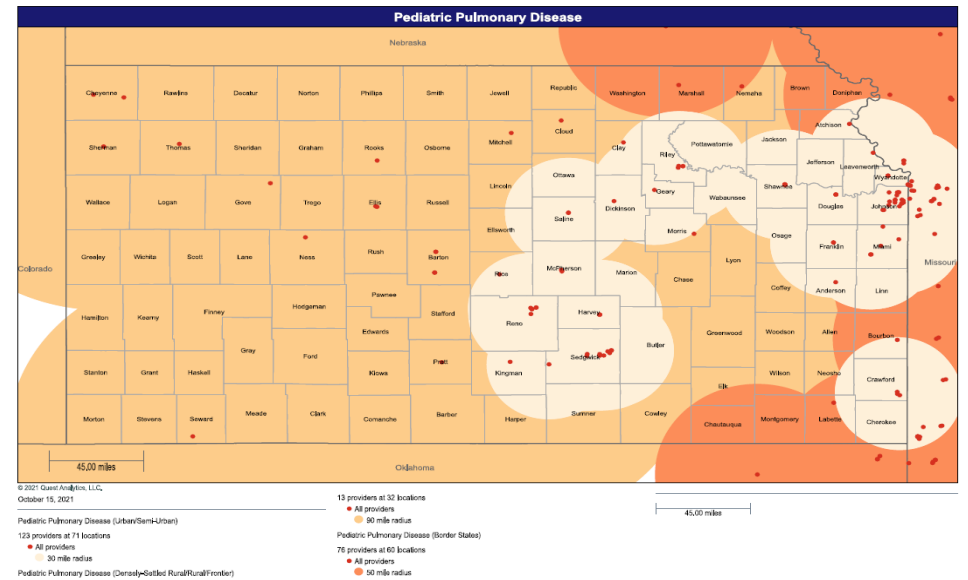 Pediatric Pulmonary Disease
Nebraska
Cheyenne Rawlins Decatur Norton Phillips Smith Jewell Republic Washington Marshall Nemaha Brown Doniphan
Atchison
Sherman Thomas Sheridan Graham Rooks Osborne Mitchell Cloud Clay Riley Pottawatomie Jackson Jefferson Leavenworth Wyandotte
Wallace Logan Gove Trego Ellis Russell Lincoln Ottawa Saline Dickinson Geary Wabaunsee Shawnee Douglas Johnson
Ellsworth Morris Osage Franklin Miami
Colorado Greeley Wichita Scott Lane Ness Rush Barton Rice McPherson Marion Chase Lyon Coffey Anderson Linn Missouri
Hamilton Kearny Finney Hodgeman Pawnee Stafford Reno Harvey
Gray Ford Edwards Sedgwick Butler Greenwood Woodson Allen Bourbon
Stanton Grant Haskell Kiowa Pratt Kingman Elk Wilson Neosho Crawford
Morton Stevens Seward Meade Clark Comanche Barber Harper Sumner Cowley Chautauqua Montgomery Labette Cherokee
45.00 miles
Oklahoma
© 2021 Quest Analytics, LLC.
October 15, 2021
Pediatric Pulmonary Disease (Urban/Semi-Urban)
123 providers at 71 locations
All providers
30 mile radius
Pediatric Pulmonary Disease (Densely-Settled Rural/Rural/Frontier)
13 providers at 32 locations
All providers
90 mile radius
Pediatric Pulmonary Disease (Border States)
76 providers at 60 locations
All providers
50 mile radius
45.00 miles